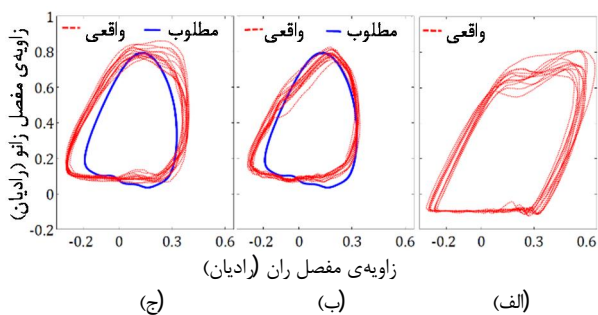 واقعی مطلوب
واقعی مطلوب
واقعی
1
0.8
0.6
0.4
0.2
0
-0.2
-0.2 0 0.3 0.6
-0.2 0 0.3 0.6
-0.2 0 0.3 0.6
زاویه‌ی مفصل زانو (رادیان)
زاویه‌ی مفصل ران (رادیان)
(الف) (ب) (ج)